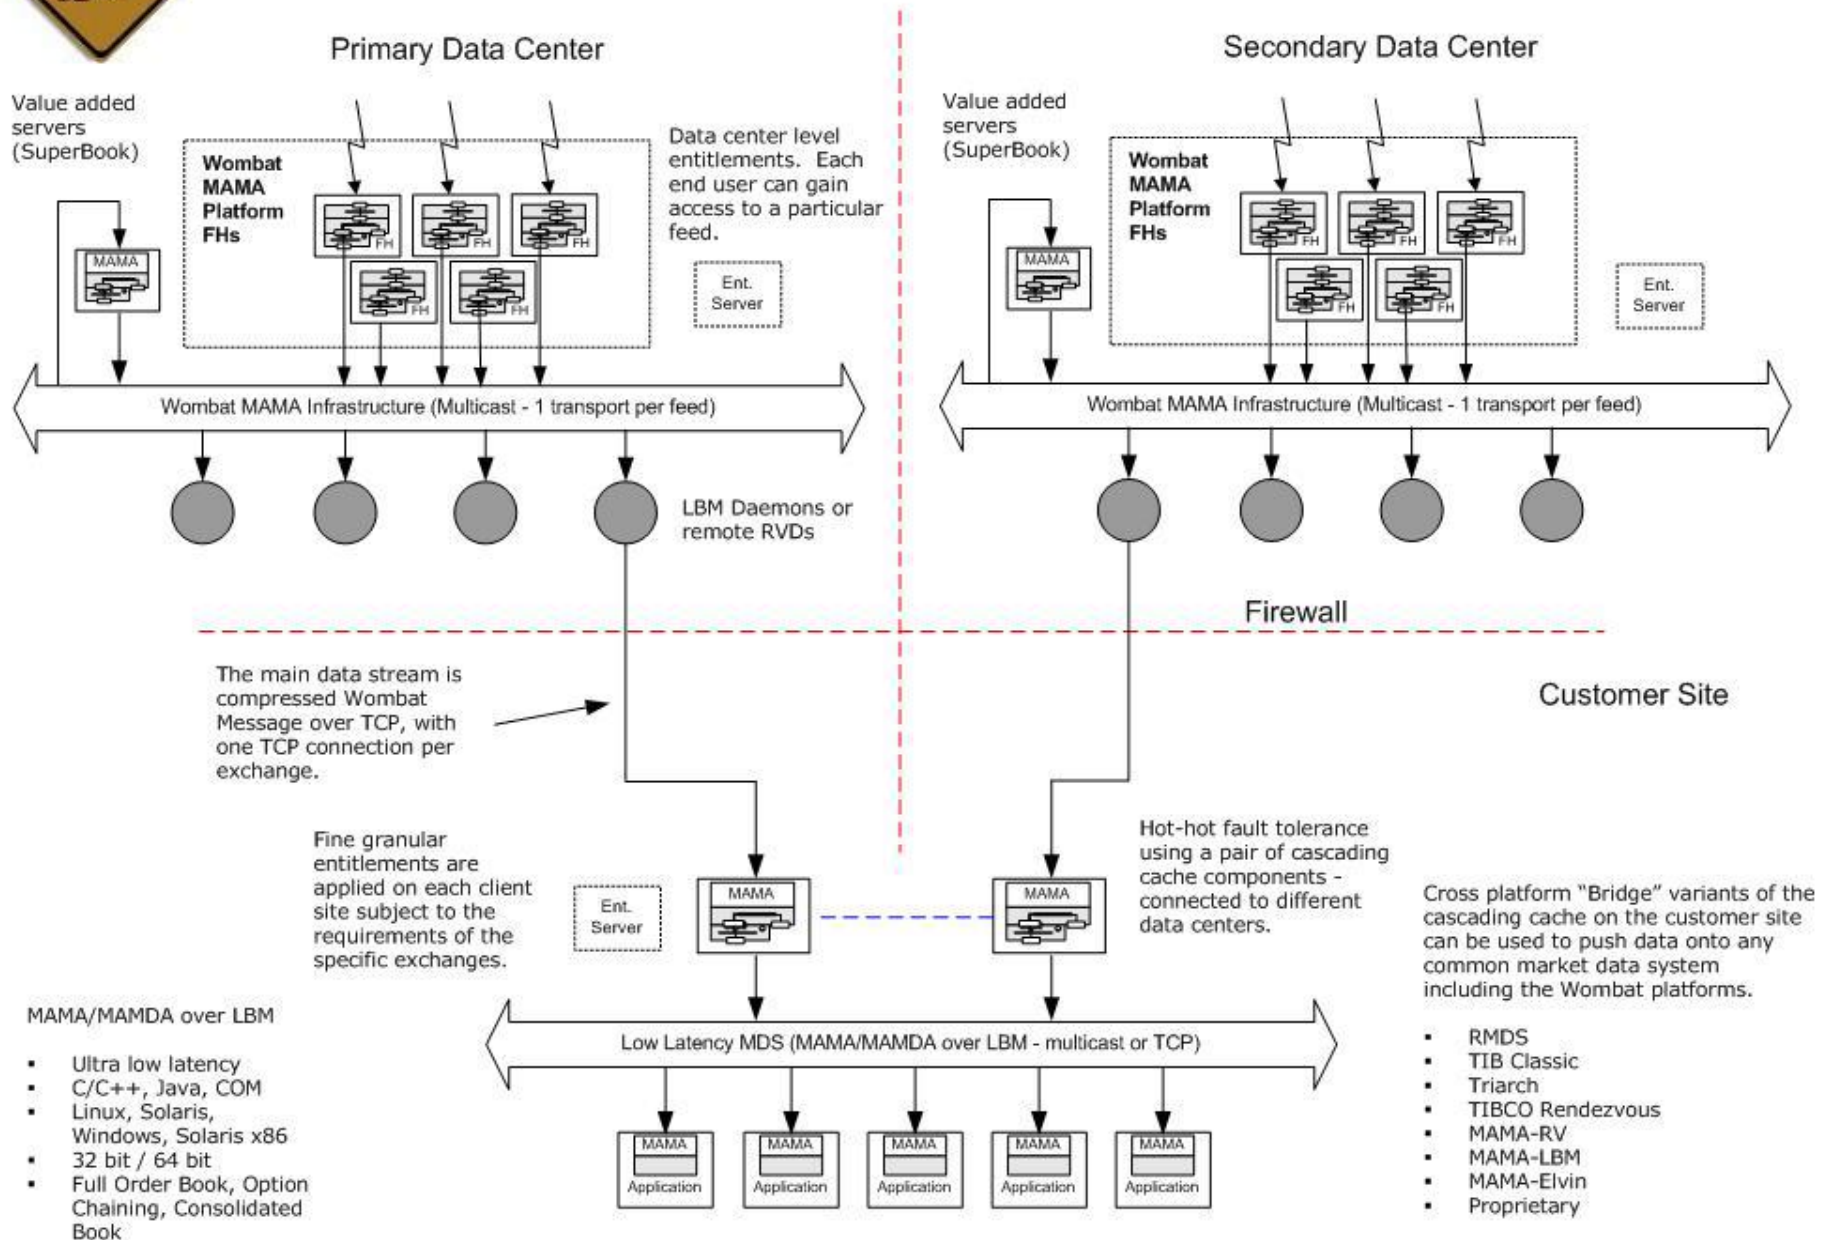 Primary Data Center
Secondary Data Center
Value added
servers
(SuperBook)
Wombat
MAMA
Platform
FHs
FH
FH
FH
FH
FH
Data center level
entitlements. Each
end user can gain
access to a particular
feed.
MAMA
Ent.
Server
Wombat MAMA Infrastructure (Multicast - 1 transport per feed)
LBM Daemons or
remote RVDs
Value added
servers
(SuperBook)
Wombat
MAMA
Platform
FHs
FH
FH
FH
FH
FH
MAMA
Ent.
Server
Wombat MAMA Infrastructure (Multicast - 1 transport per feed)
Firewall
Customer Site
The main data stream is
compressed Wombat
Message over TCP, with
one TCP connection per
exchange.
Fine granular
entitlements are
applied on each client
site subject to the
requirements of the
specific exchanges.
Ent.
Server
MAMA
MAMA
Hot-hot fault tolerance
using a pair of cascading
cache components -
connected to different
data centers.
Cross platform “Bridge” variants of the
cascading cache on the customer site
can be used to push data onto any
common market data system
including the Wombat platforms.
▪ RMDS
▪ TIB Classic
▪ Triarch
▪ TIBCO Rendezvous
▪ MAMA-RV
▪ MAMA-LBM
▪ MAMA-Elvin
▪ Proprietary
MAMA/MAMDA over LBM
▪ Ultra low latency
▪ C/C++, Java, COM
▪ Linux, Solaris,
Windows, Solaris x86
▪ 32 bit / 64 bit
▪ Full Order Book, Option
Chaining, Consolidated
Book
Low Latency MDS (MAMA/MAMDA over LBM - multicast or TCP)
MAMA
Application
MAMA
Application
MAMA
Application
MAMA
Application
MAMA
Application